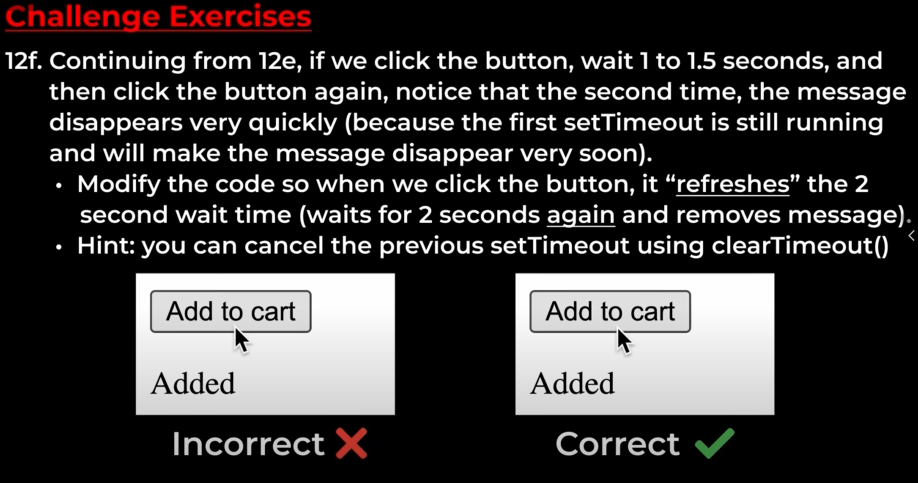 Challenge Exercises
12f. Continuing from 12e, if we click the button, wait 1 to 1.5 seconds, and
then click the button again, notice that the second time, the message
disappears very quickly (because the first setTimeout is still running
and will make the message disappear very soon).
• Modify the code so when we click the button, it “refreshes” the 2
second wait time (waits for 2 seconds again and removes message).
• Hint: you can cancel the previous setTimeout using clearTimeout()
Add to cart
Added
Incorrect ❌
Add to cart
Added
Correct ✔